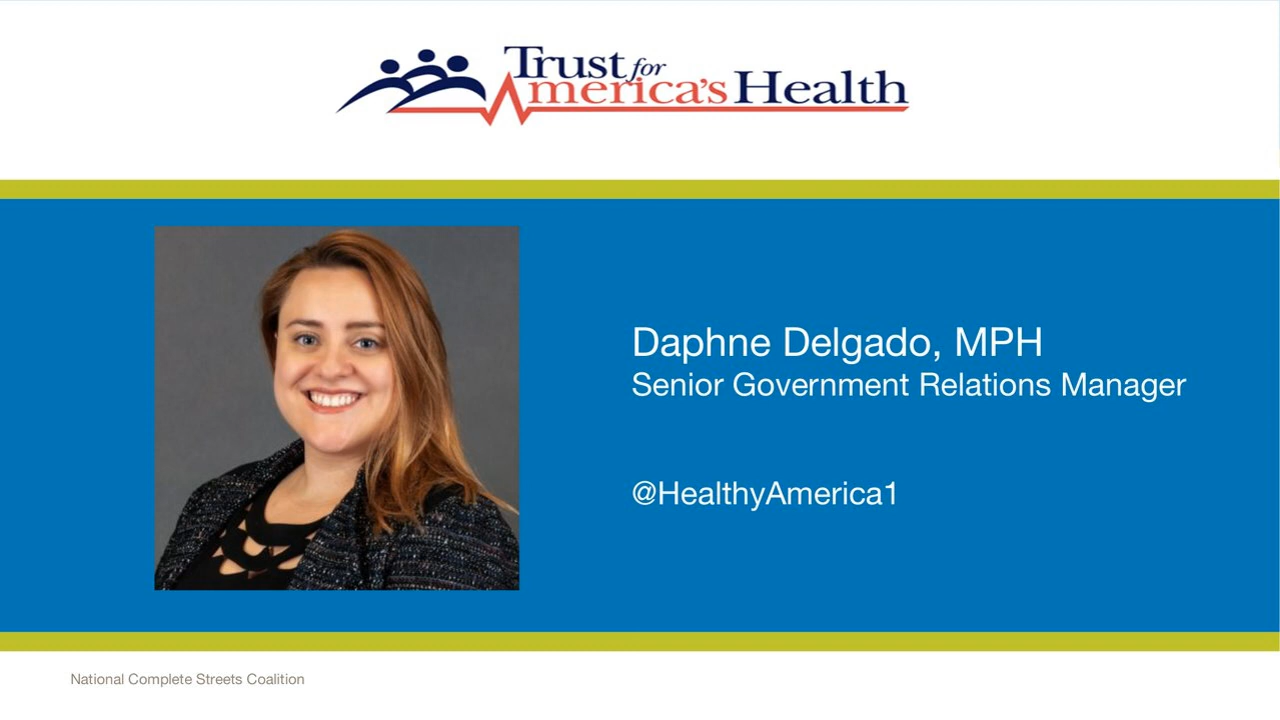 Trust for
America's Health
Daphne Delgado, MPH
Senior Government Relations Manager
@HealthyAmerica1
National Complete Streets Coalition